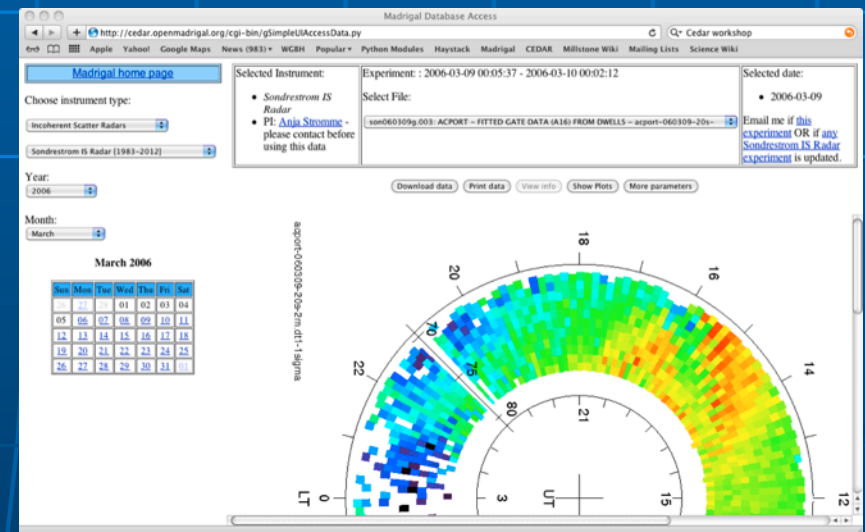 Madrigal Database Access
http://cedar.openmadrigal.org/cgi-bin/gSimpleUIAccessData.py
Cedar workshop
Apple Yahoo! Google Maps News (983) WGBH Popular Python Modules Haystack Madrigal CEDAR Millstone Wiki Mailing Lists Science Wiki
Madrigal home page
Choose instrument type:
Incoherent Scatter Radars
Sondrestrom IS Radar [1983-2012]
Year:
2006
Month:
March
March 2006
Sun Mon Tue Wed Thu Fri Sat
26 27 28 01 02 03 04
05 06 07 08 09 10 11
12 13 14 15 16 17 18
19 20 21 22 23 24 25
26 27 28 29 30 31 01
Selected Instrument:
• Sondrestrom IS
Radar
• PI: Anja Stromme -
please contact before
using this data
Experiment: : 2006-03-09 00:05:37 - 2006-03-10 00:02:12
Select File:
son060309g.003: ACPORT - FITTED GATE DATA (A16) FROM DWELLS - acport-060309-20s-
Selected date:
• 2006-03-09
Email me if this
experiment OR if any
Sondrestrom IS Radar
experiment is updated.
Download data Print data View info Show Plots More parameters
acport-060309-20s-2m.dt1-1sigma
18
20
16
70
22
75
14
80
21
LT 0
3
UT
15
12